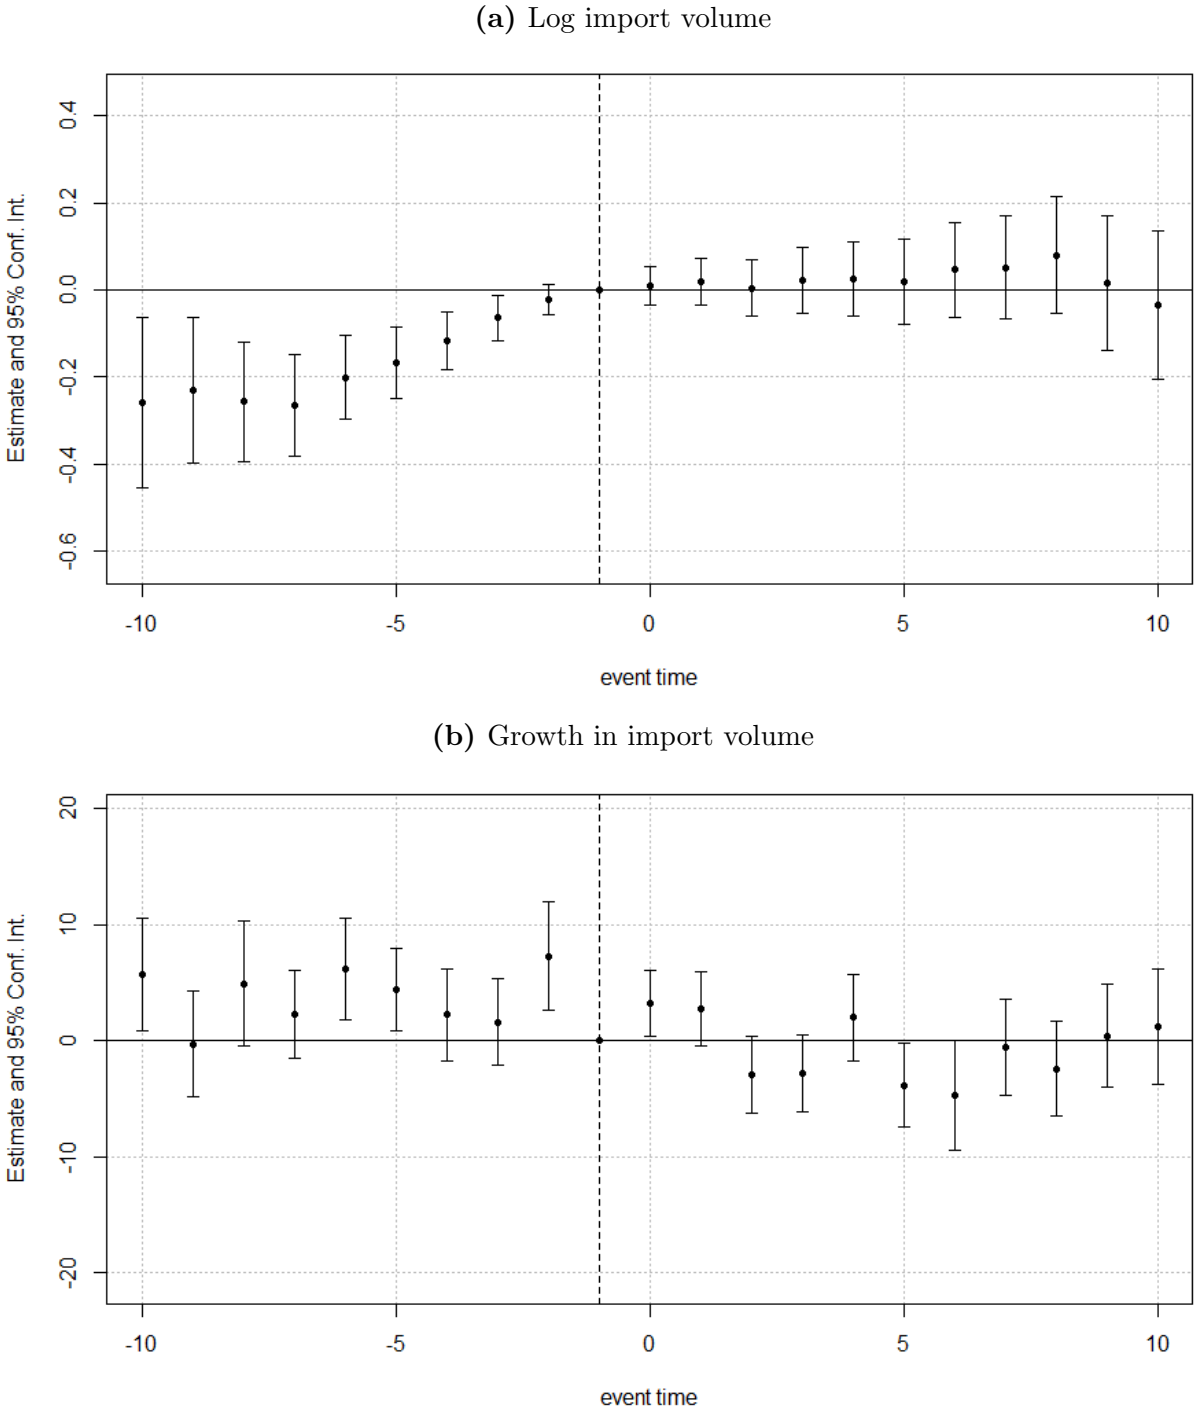 (a) Log import volume
Estimate and 95% Conf. Int.
0.4
0.2
0.0
-0.2
-0.4
-0.6
-10 -5 0 5 10
event time
(b) Growth in import volume
Estimate and 95% Conf. Int.
20
10
0
-10
-20
-10 -5 0 5 10
event time